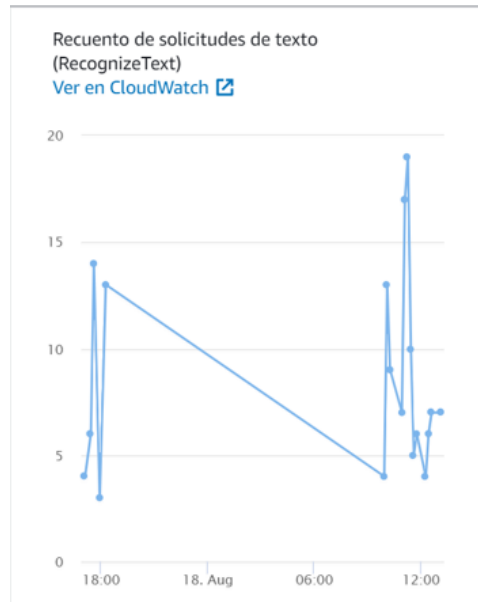 Recuento de solicitudes de texto
(RecognizeText)
Ver en CloudWatch
20
15
10
5
0
18:00 18. Aug 06:00 12:00